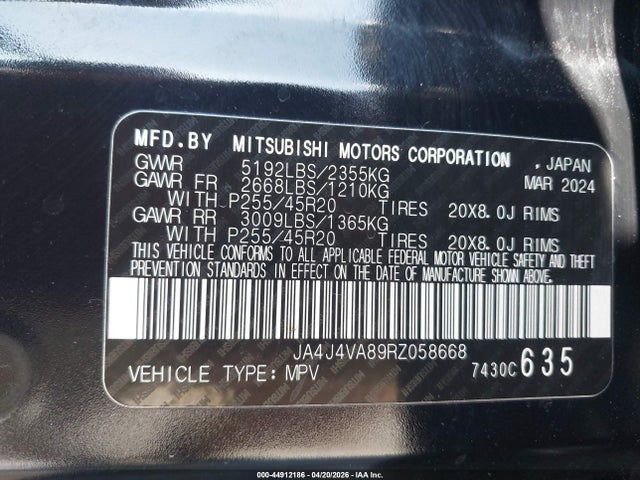 MFD.BY MITSUBISHI MOTORS CORPORATION , JAPAN
GWWR 5192LBS/2355KG MAR 2024
GAWR FR 2668LBS/1210KG
WITH P255/45R20 TIRES 20X8.0J RIMS
GAWR RR 3009LBS/1365KG
WITH P255/45R20 TIRES 20X8.0J RIMS
THIS VEHICLE CONFORMS TO ALL APPLICABLE FEDERAL MOTOR VEHICLE SAFETY AND THEFT
PREVENTION STANDARDS IN EFFECT ON THE DATE OF MANUFACTURE SHOWN ABOVE.
JA4J4VA89RZ058668
VEHICLE TYPE: MPV 7430C 635
000-44912186 - 04/20/2026 - IAA Inc.